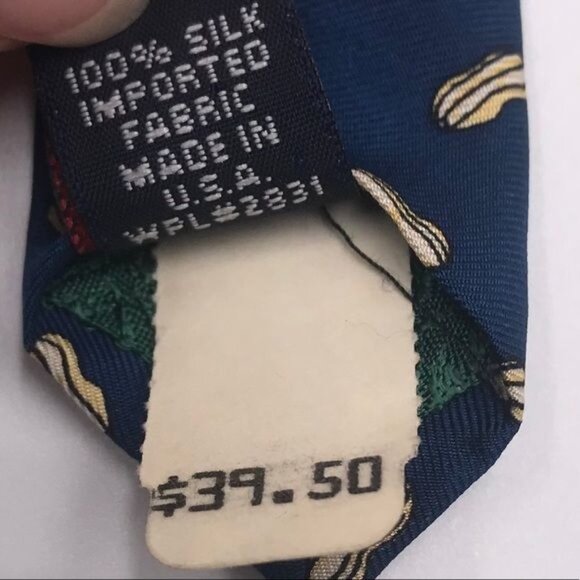 100% SILK
IMPORTED
FABRIC
MADE IN
U.S.A.
WPL#2831
$39.50